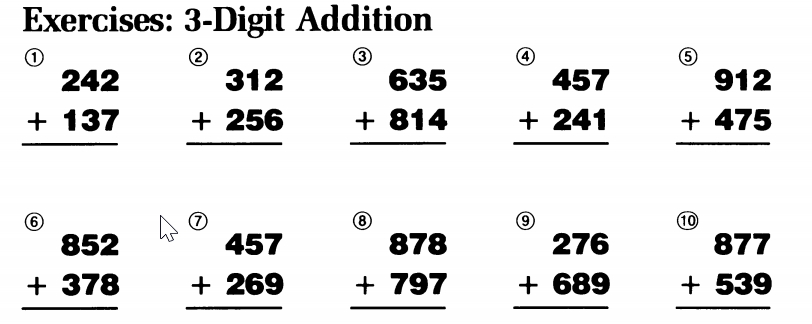 Exercises: 3-Digit Addition
① ② ③ ④ ⑤
242 312 635 457 912
+ 137 + 256 + 814 + 241 + 475
⑥ ⑦ ⑧ ⑨ ⑩
852 457 878 276 877
+ 378 + 269 + 797 + 689 + 539